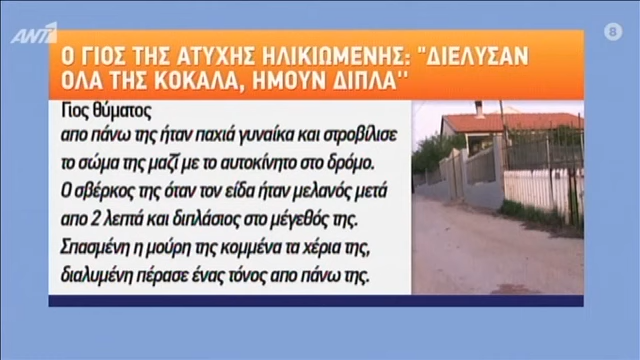 ΑΝΤ1
8
Ο ΓΙΟΣ ΤΗΣ ΑΤΥΧΗΣ ΗΛΙΚΙΩΜΕΝΗΣ: "ΔΙΕΛΥΣΑΝ
ΟΛΑ ΤΗΣ ΚΟΚΑΛΑ, ΗΜΟΥΝ ΔΙΠΛΑ''
Γιος θύματος
απο πάνω της ήταν παχιά γυναίκα και στροβίλισε
το σώμα της μαζί με το αυτοκίνητο στο δρόμο.
Ο σβέρκος της όταν τον είδα ήταν μελανός μετά
απο 2 λεπτά και διπλάσιος στο μέγεθός της.
Σπασμένη η μούρη της κομμένα τα χέρια της,
διαλυμένη πέρασε ένας τόνος απο πάνω της.